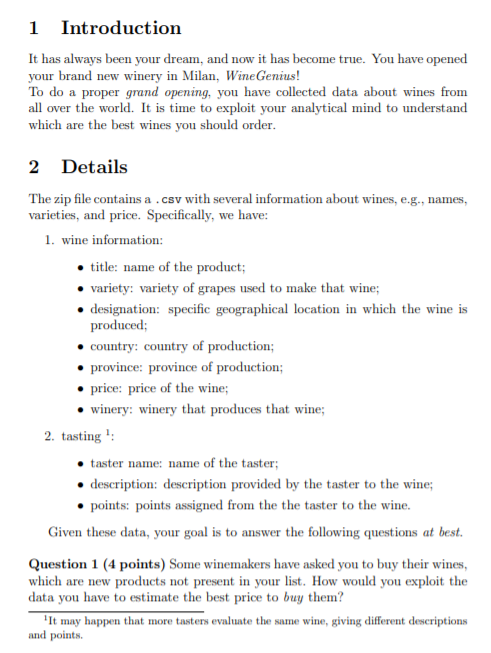 1 Introduction
It has always been your dream, and now it has become true. You have opened
your brand new winery in Milan, WineGenius!
To do a proper grand opening, you have collected data about wines from
all over the world. It is time to exploit your analytical mind to understand
which are the best wines you should order.
2 Details
The zip file contains a .csv with several information about wines, e.g., names,
varieties, and price. Specifically, we have:
1. wine information:
• title: name of the product;
• variety: variety of grapes used to make that wine;
• designation: specific geographical location in which the wine is
produced;
• country: country of production;
• province: province of production;
• price: price of the wine;
• winery: winery that produces that wine;
2. tasting 1:
• taster name: name of the taster;
• description: description provided by the taster to the wine;
• points: points assigned from the the taster to the wine.
Given these data, your goal is to answer the following questions at best.
Question 1 (4 points) Some winemakers have asked you to buy their wines,
which are new products not present in your list. How would you exploit the
data you have to estimate the best price to buy them?
1It may happen that more tasters evaluate the same wine, giving different descriptions
and points.